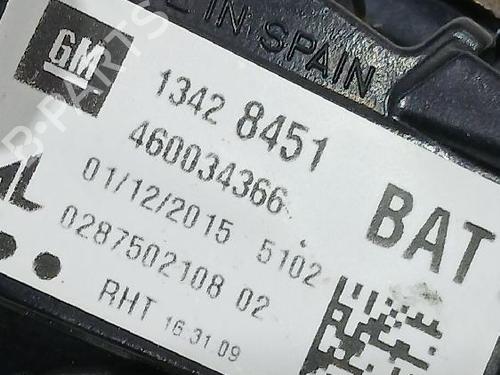 IN SPAIN
GM
1342 8451
460034366
BAT
01/12/2015 5102
0287502108 02
RHT 16 31 09